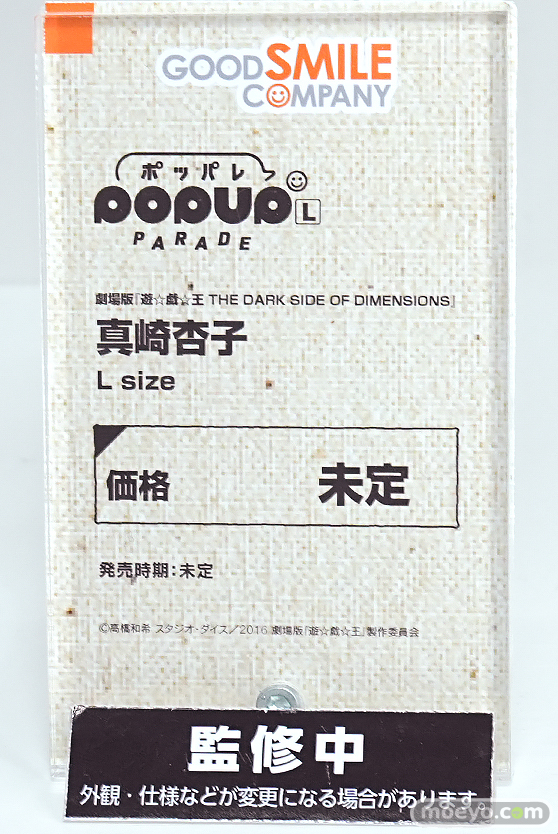 GOOD SMILE
COMPANY
ポッパレ
POPUP L
PARADE
劇場版『遊☆戯☆王 THE DARK SIDE OF DIMENSIONS』
真崎杏子
L size
価格 未定
発売時期：未定
©高橋和希 スタジオ・ダイス／2016 劇場版『遊☆戯☆王』製作委員会
監修中
外観・仕様などが変更になる場合があります。
moeyo.com